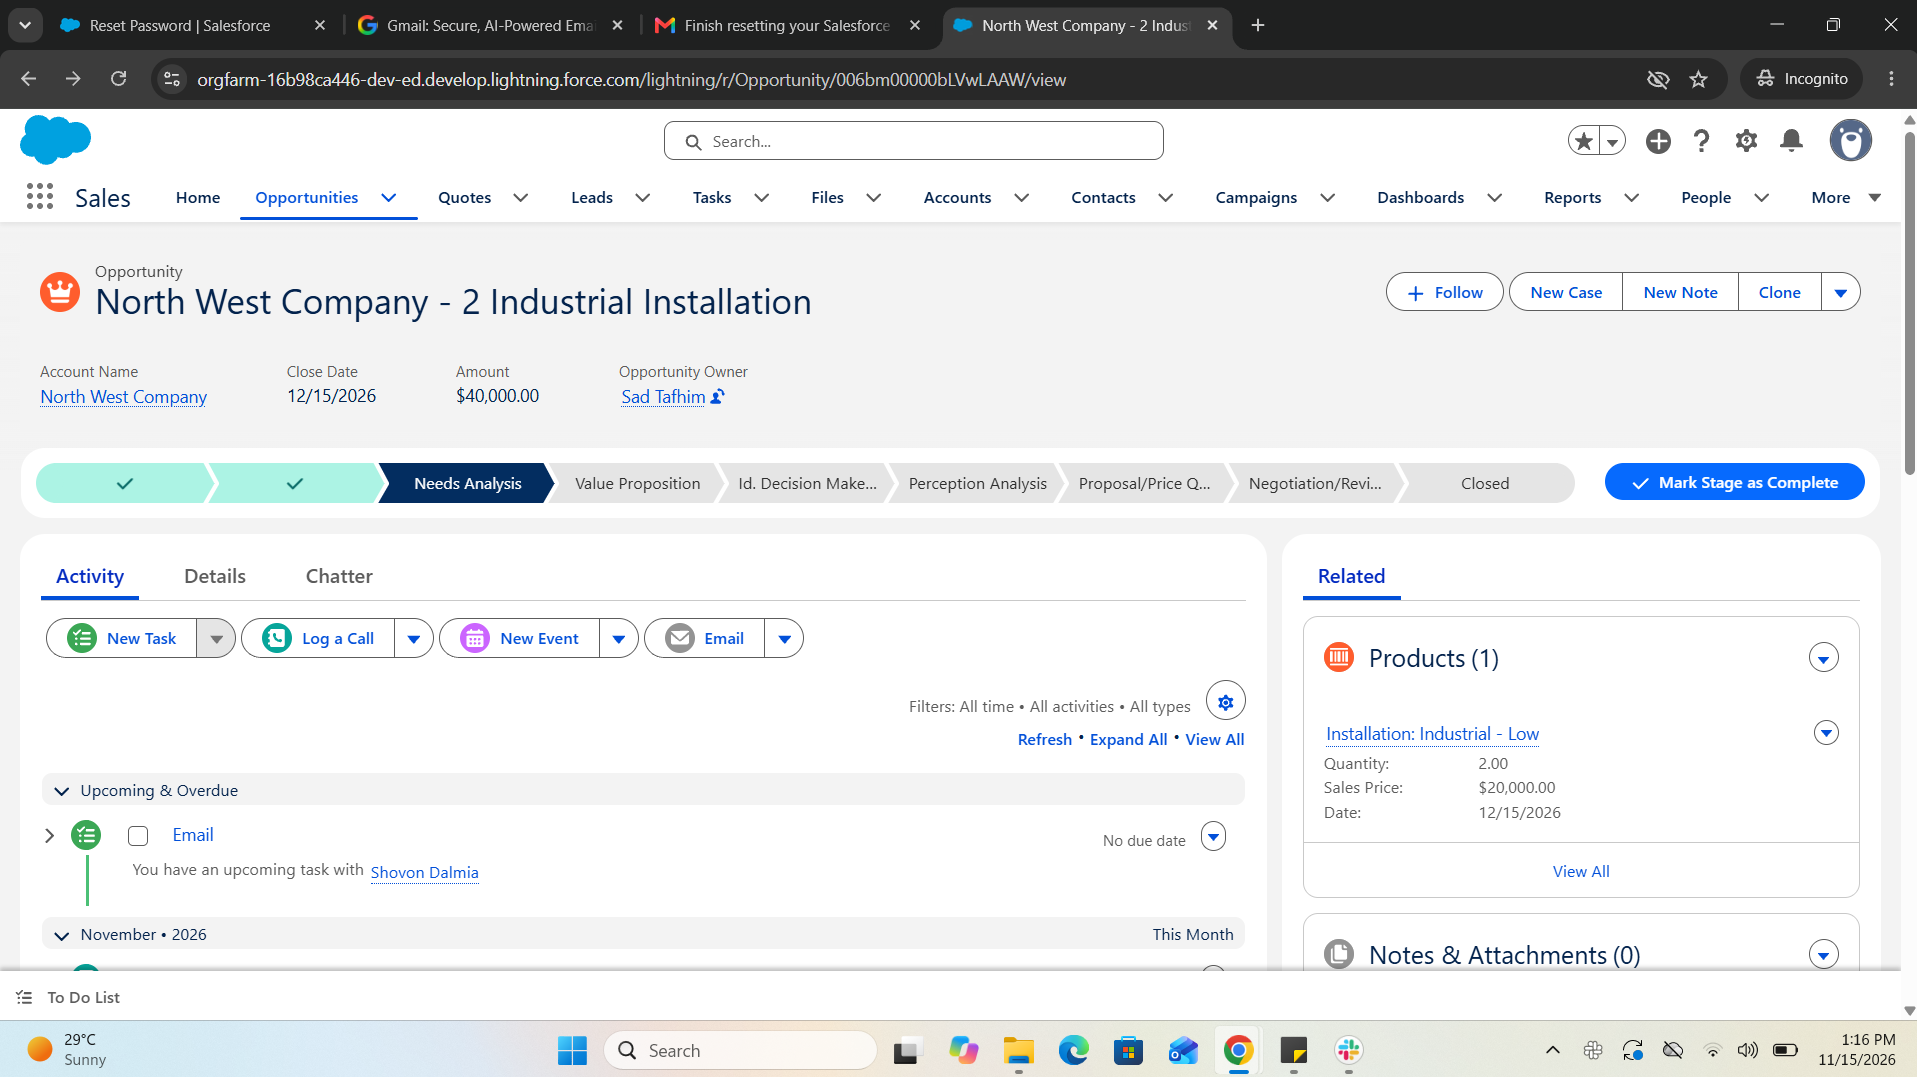 Reset Password | Salesforce
Gmail: Secure, AI-Powered Emai
Finish resetting your Salesforce
North West Company - 2 Indust
orgfarm-16b98ca446-dev-ed.develop.lightning.force.com/lightning/r/Opportunity/006bm00000bLVwLAAW/view
Incognito
Search...
Sales
Home
Opportunities
Quotes
Leads
Tasks
Files
Accounts
Contacts
Campaigns
Dashboards
Reports
People
More
Opportunity
North West Company - 2 Industrial Installation
Follow
New Case
New Note
Clone
Account Name
North West Company
Close Date
12/15/2026
Amount
$40,000.00
Opportunity Owner
Sad Tafhim
Needs Analysis
Value Proposition
Id. Decision Make...
Perception Analysis
Proposal/Price Q...
Negotiation/Revi...
Closed
Mark Stage as Complete
Activity
Details
Chatter
New Task
Log a Call
New Event
Email
Filters: All time • All activities • All types
Refresh • Expand All • View All
Upcoming & Overdue
Email
No due date
You have an upcoming task with Shovon Dalmia
November • 2026
This Month
Related
Products (1)
Installation: Industrial - Low
Quantity: 2.00
Sales Price: $20,000.00
Date: 12/15/2026
View All
Notes & Attachments (0)
To Do List
29°C
Sunny
Search
1:16 PM
11/15/2026